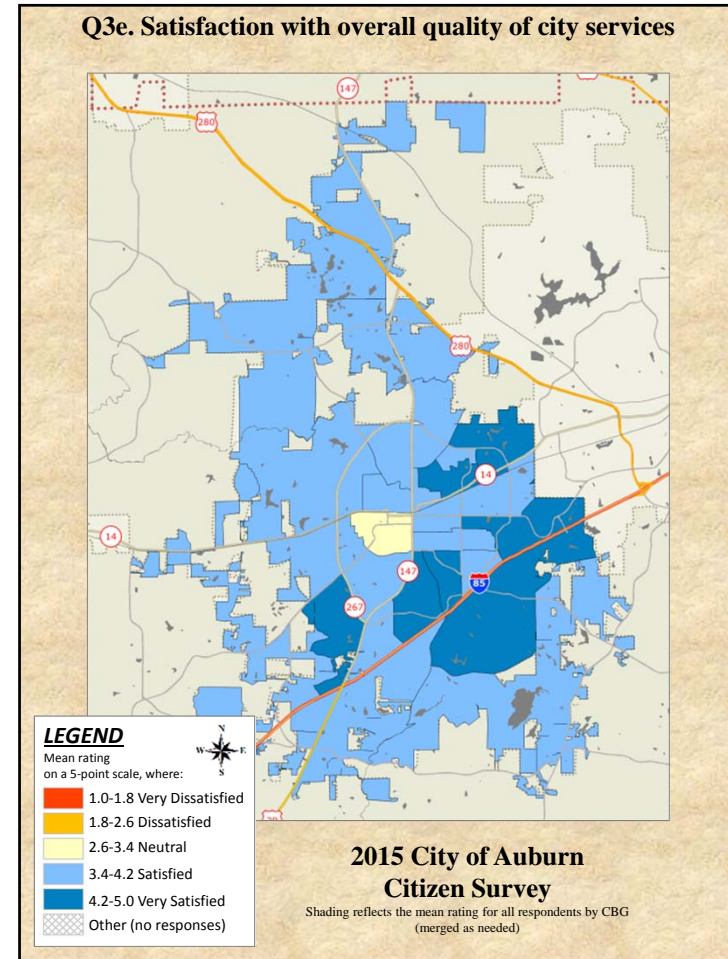 Q3e. Satisfaction with overall quality of city services
147
280
280
14
14
147
85
267
LEGEND
Mean rating
on a 5-point scale, where:
N
W E
S
1.0-1.8 Very Dissatisfied
1.8-2.6 Dissatisfied
2.6-3.4 Neutral
3.4-4.2 Satisfied
4.2-5.0 Very Satisfied
Other (no responses)
2015 City of Auburn
Citizen Survey
Shading reflects the mean rating for all respondents by CBG
(merged as needed)